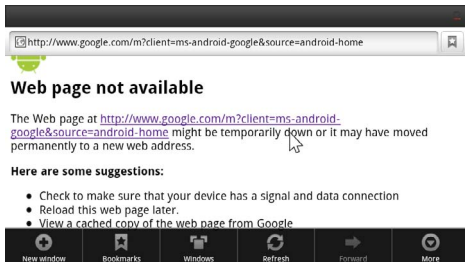 http://www.google.com/m?client=ms-android-google&source=android-home
Web page not available
The Web page at http://www.google.com/m?client=ms-android-
google&source=android-home might be temporarily down or it may have moved
permanently to a new web address.
Here are some suggestions:
• Check to make sure that your device has a signal and data connection
• Reload this web page later.
• View a cached copy of the web page from Google
New window Bookmarks Windows Refresh Forward More